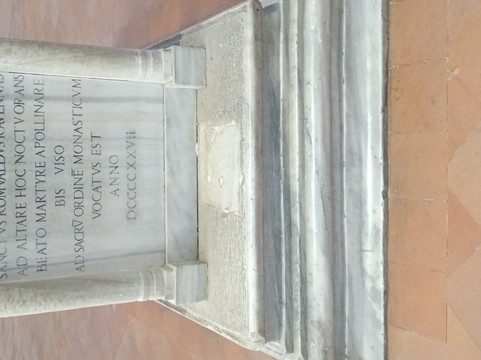 SANCTVS ROMVALDVS RAVENNAS
AD ALTARE HOC NOCTV ORANS
BEATO MARTYRE APOLLINARE
BIS VISO
AD SACRV̄ ORDINE MONASTICVM
VOCATVS EST
ANNO
DCCCCXXVII